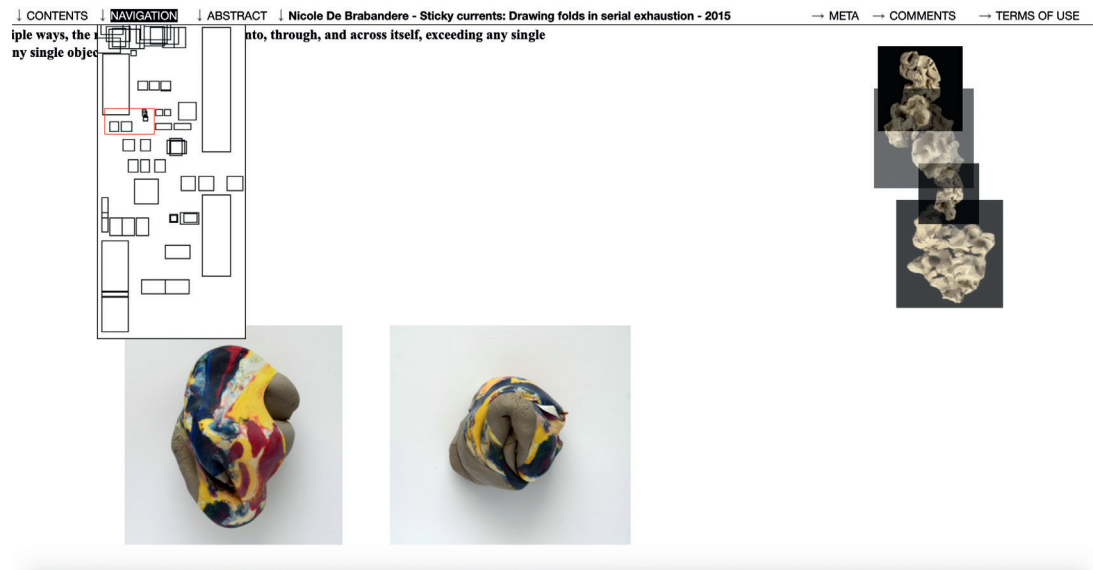 ↓ CONTENTS ↓ NAVIGATION ↓ ABSTRACT ↓ Nicole De Brabandere - Sticky currents: Drawing folds in serial exhaustion - 2015 → META → COMMENTS → TERMS OF USE
iple ways, the nto, through, and across itself, exceeding any single
ny single objec